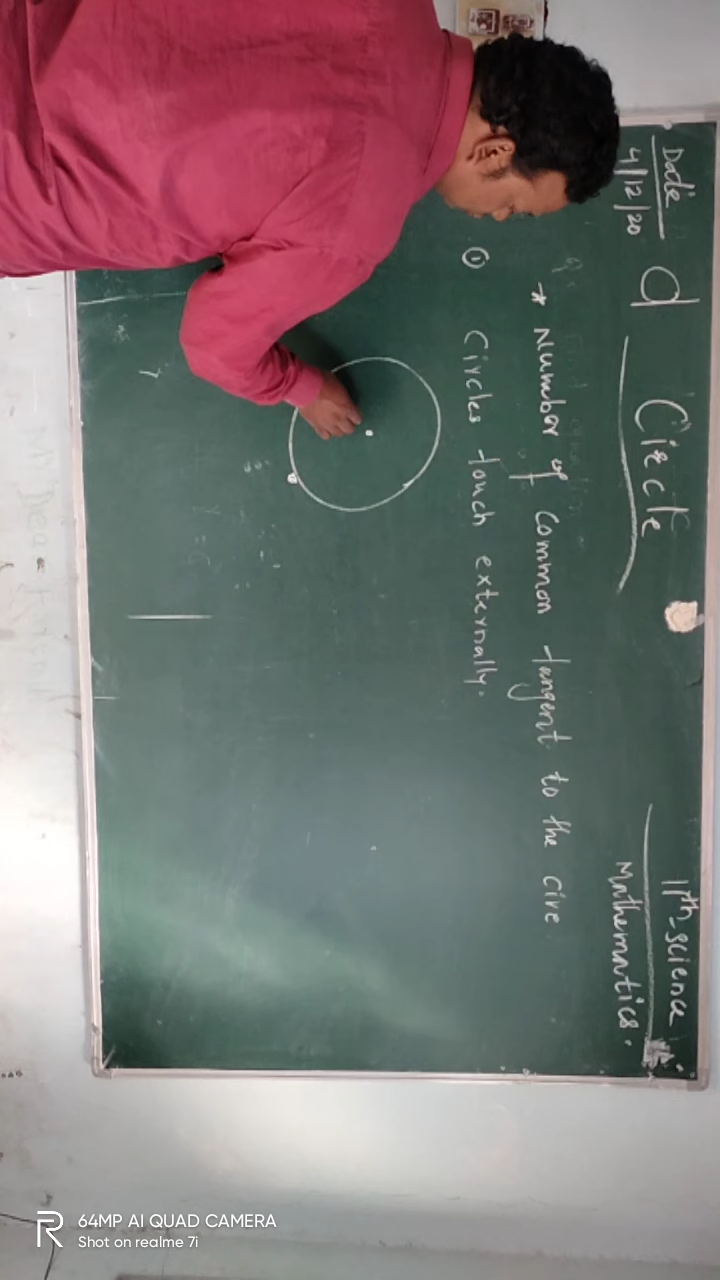 Date
4/12/20
Circle
11th-science
Mathematics.
* Number of Common tangent to the circ
① Circles touch externally.
64MP AI QUAD CAMERA
Shot on realme 7i